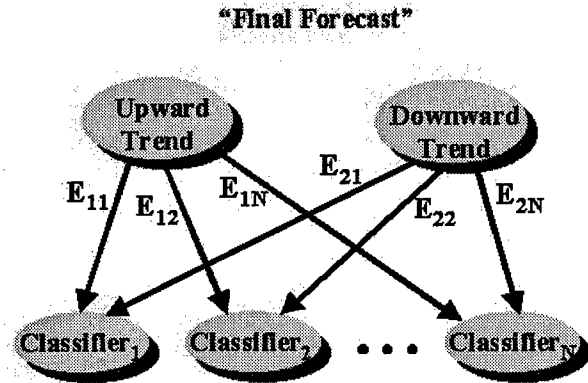 “Final Forecast”
Upward
Trend
Downward
Trend
E11
E12
E1N
E21
E22
E2N
Classifier1
Classifier2
• • •
ClassifierN